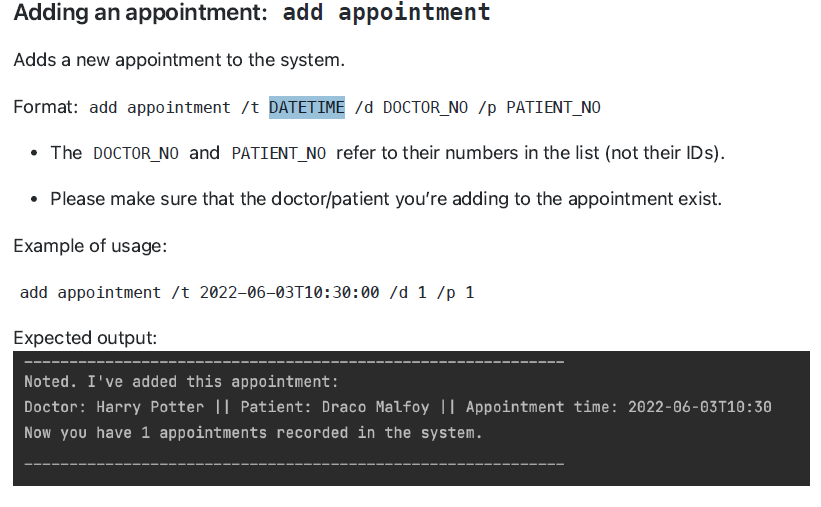 Adding an appointment: add appointment
Adds a new appointment to the system.
Format: add appointment /t DATETIME /d DOCTOR_NO /p PATIENT_NO
• The DOCTOR_NO and PATIENT_NO refer to their numbers in the list (not their IDs).
• Please make sure that the doctor/patient you’re adding to the appointment exist.
Example of usage:
add appointment /t 2022-06-03T10:30:00 /d 1 /p 1
Expected output:
____________________________________________________________
Noted. I've added this appointment:
Doctor: Harry Potter || Patient: Draco Malfoy || Appointment time: 2022-06-03T10:30
Now you have 1 appointments recorded in the system.
____________________________________________________________